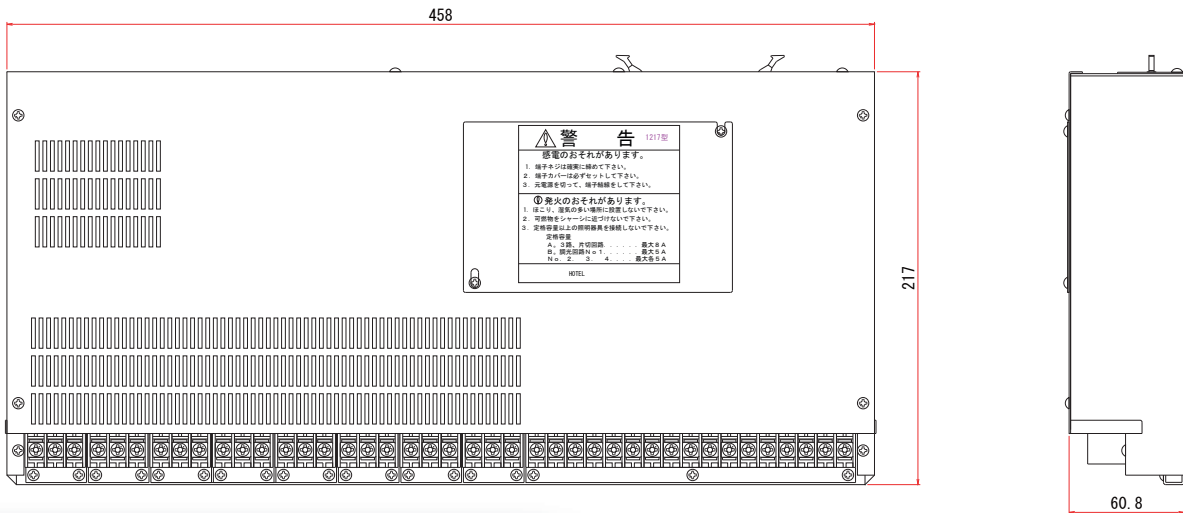 458
警 告 1217型
感電のおそれがあります。
1. 端子ネジは確実に締めて下さい。
2. 端子カバーは必ずセットして下さい。
3. 元電源を切って、端子結線をして下さい。
発火のおそれがあります。
1. ほこり、湿気の多い場所に設置しないで下さい。
2. 可燃物をシャーシに近づけないで下さい。
3. 定格容量以上の照明器具を接続しないで下さい。
定格容量
A. 3路、片切回路......最大8A
B. 調光回路No1......最大5A
No. 2. 3. 4....最大各5A
HOTEL
217
60.8